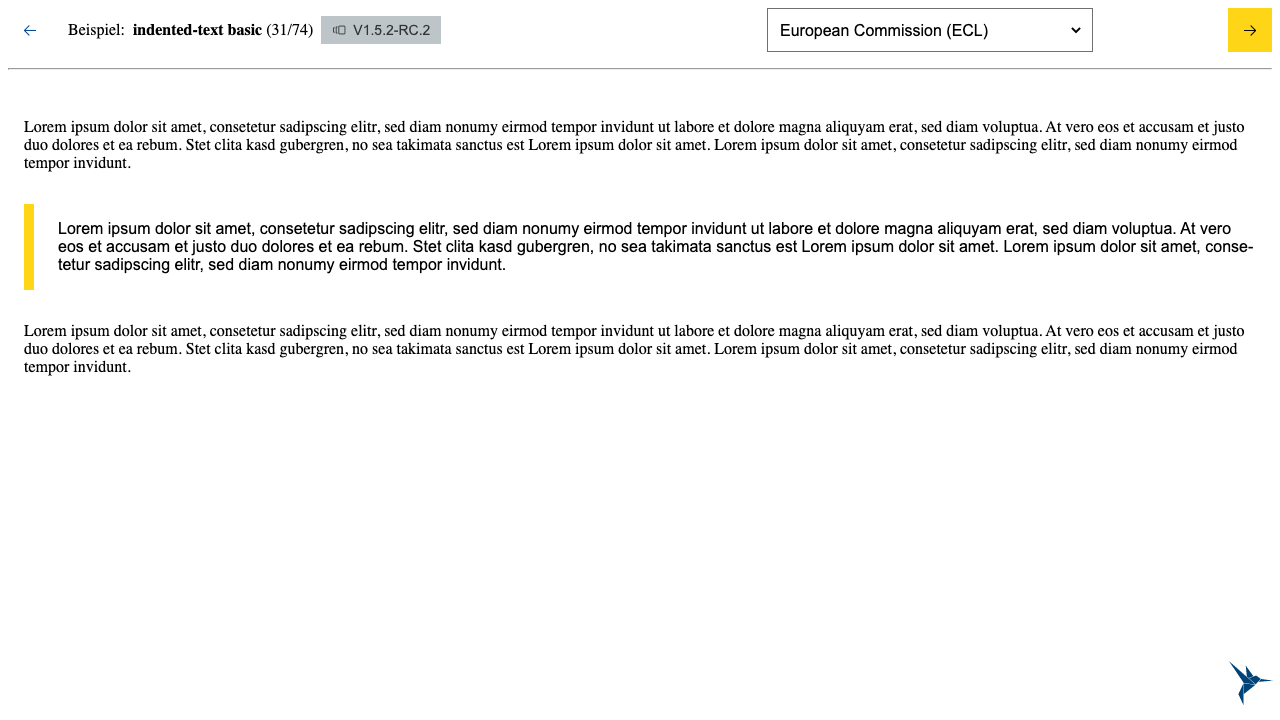 Beispiel: indented-text basic (31/74) V1.5.2-RC.2 European Commission (ECL)
Lorem ipsum dolor sit amet, consetetur sadipscing elitr, sed diam nonumy eirmod tempor invidunt ut labore et dolore magna aliquyam erat, sed diam voluptua. At vero eos et accusam et justo
duo dolores et ea rebum. Stet clita kasd gubergren, no sea takimata sanctus est Lorem ipsum dolor sit amet. Lorem ipsum dolor sit amet, consetetur sadipscing elitr, sed diam nonumy eirmod
tempor invidunt.
Lorem ipsum dolor sit amet, consetetur sadipscing elitr, sed diam nonumy eirmod tempor invidunt ut labore et dolore magna aliquyam erat, sed diam voluptua. At vero
eos et accusam et justo duo dolores et ea rebum. Stet clita kasd gubergren, no sea takimata sanctus est Lorem ipsum dolor sit amet. Lorem ipsum dolor sit amet, conse-
tetur sadipscing elitr, sed diam nonumy eirmod tempor invidunt.
Lorem ipsum dolor sit amet, consetetur sadipscing elitr, sed diam nonumy eirmod tempor invidunt ut labore et dolore magna aliquyam erat, sed diam voluptua. At vero eos et accusam et justo
duo dolores et ea rebum. Stet clita kasd gubergren, no sea takimata sanctus est Lorem ipsum dolor sit amet. Lorem ipsum dolor sit amet, consetetur sadipscing elitr, sed diam nonumy eirmod
tempor invidunt.